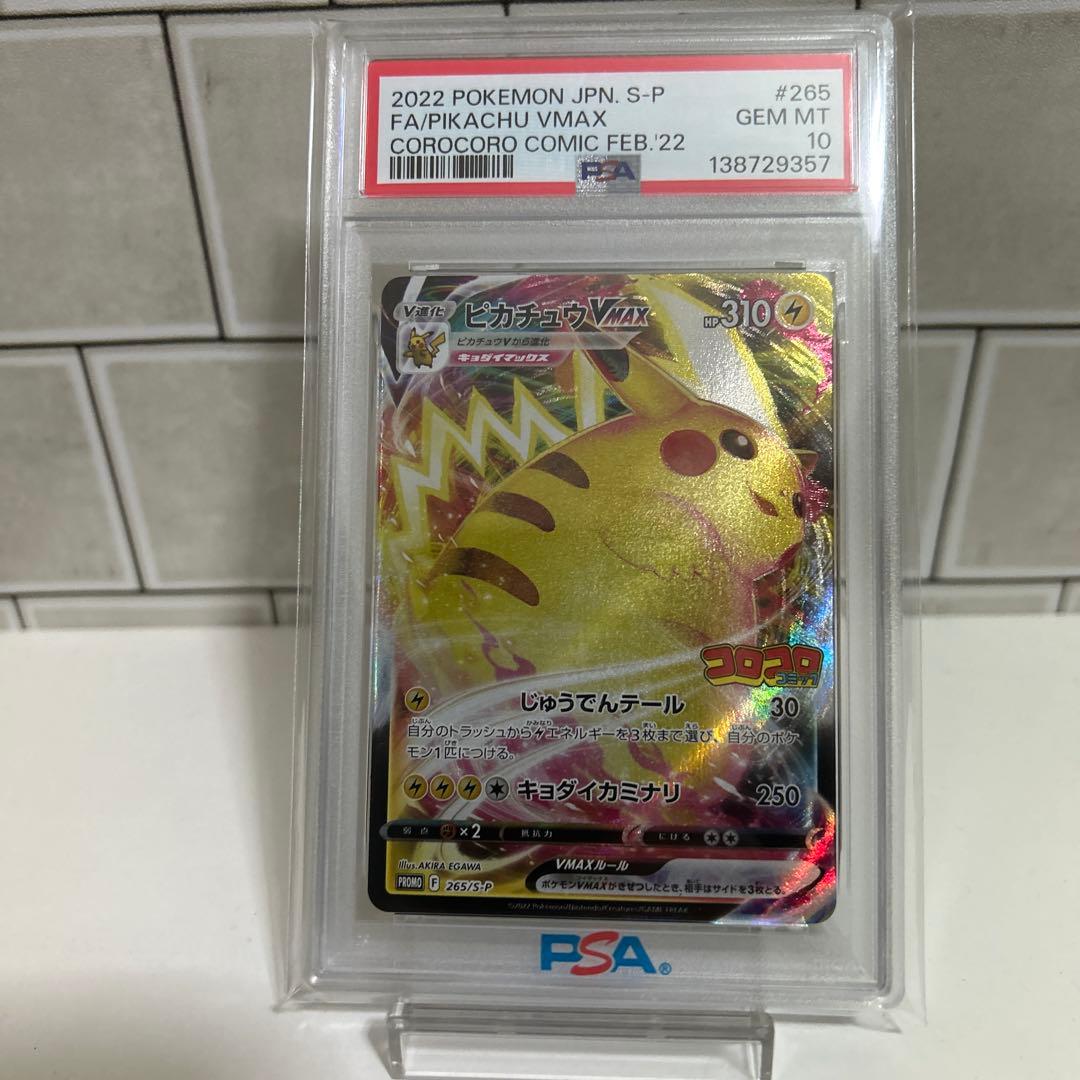 2022 POKEMON JPN. S-P #265
FA/PIKACHU VMAX GEM MT
COROCORO COMIC FEB.'22 10
138729357
PSA
V進化 ピカチュウVMAX HP310
ピカチュウVから進化
キョダイマックス
コロコロ
コミック
じゅうでんテール 30
自分のトラッシュからエネルギーを3枚まで選び、自分のポケ
モン1匹につける。
キョダイカミナリ 250
弱点 ×2 抵抗力 にげる
Illus. AKIRA EGAWA
VMAXルール
PROMO F 265/S-P
ポケモンVMAXがきぜつしたとき、相手はサイドを3枚とる。
©2022 Pokémon/Nintendo/Creatures/GAME FREAK
PSA®